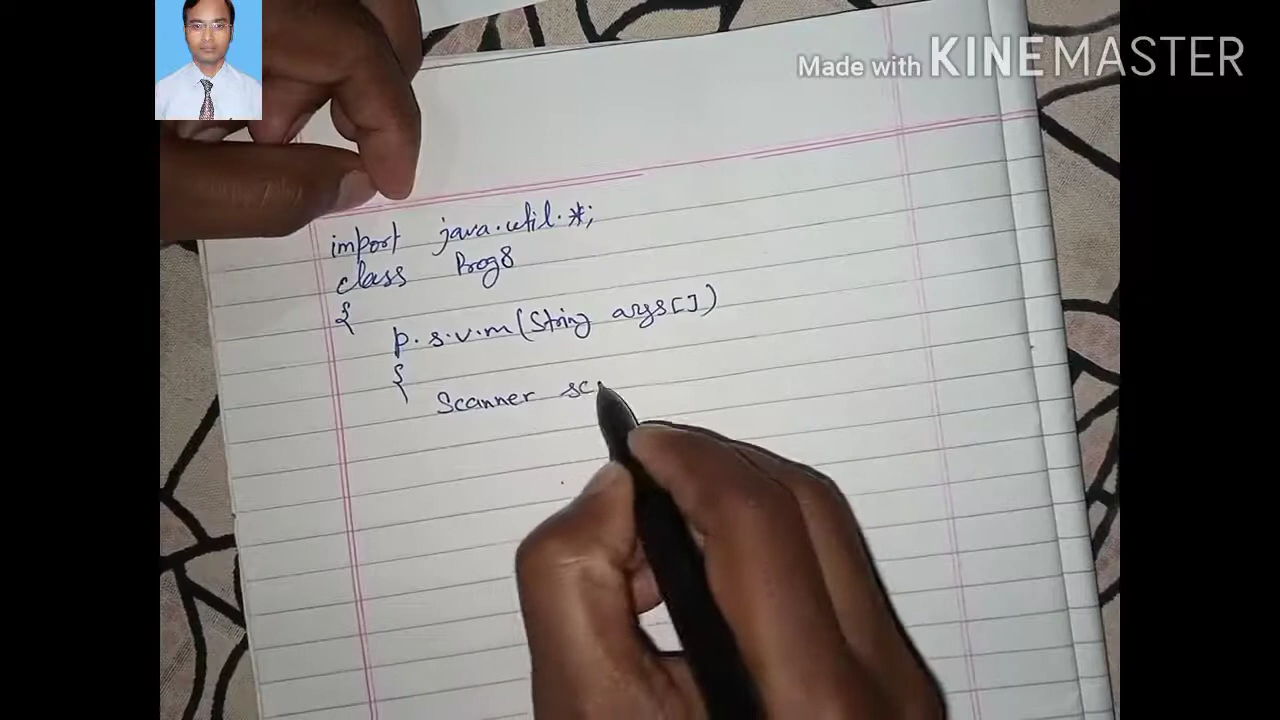 Made with KINEMASTER
import java.util.*;
class Prog8
{
p.s.v.m(String args[])
{
Scanner sc